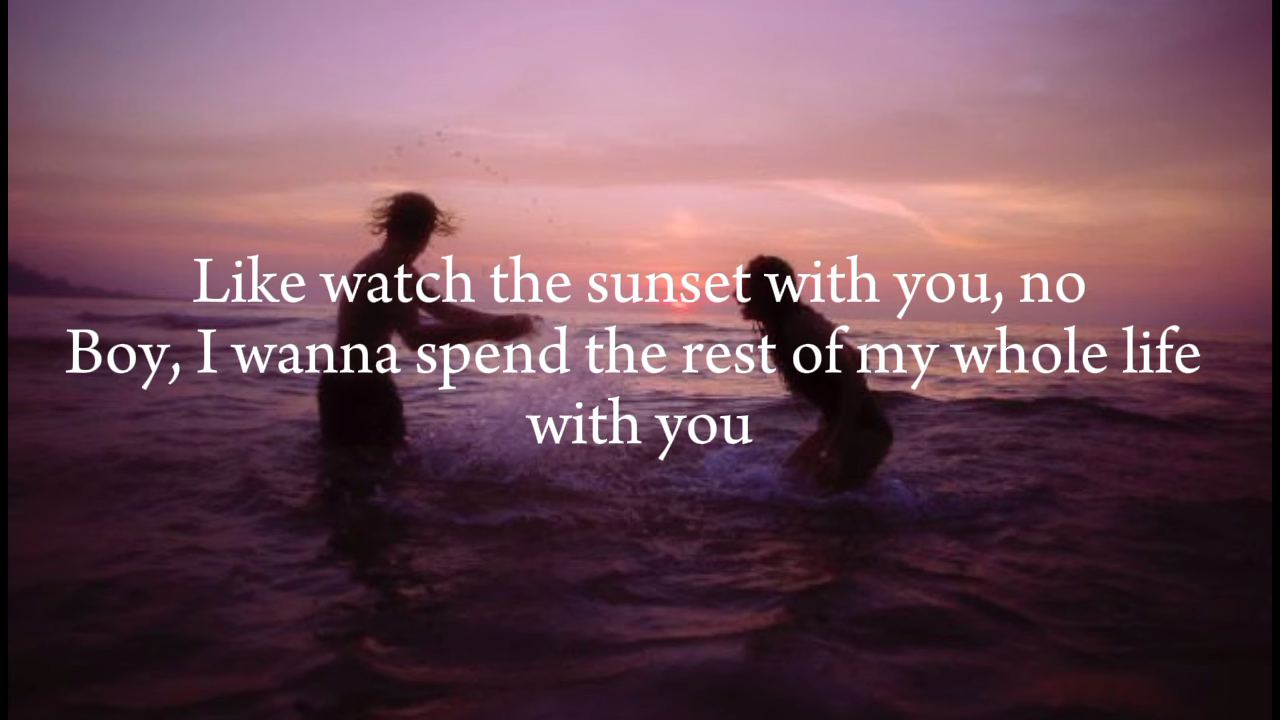 Like watch the sunset with you, no
Boy, I wanna spend the rest of my whole life
with you